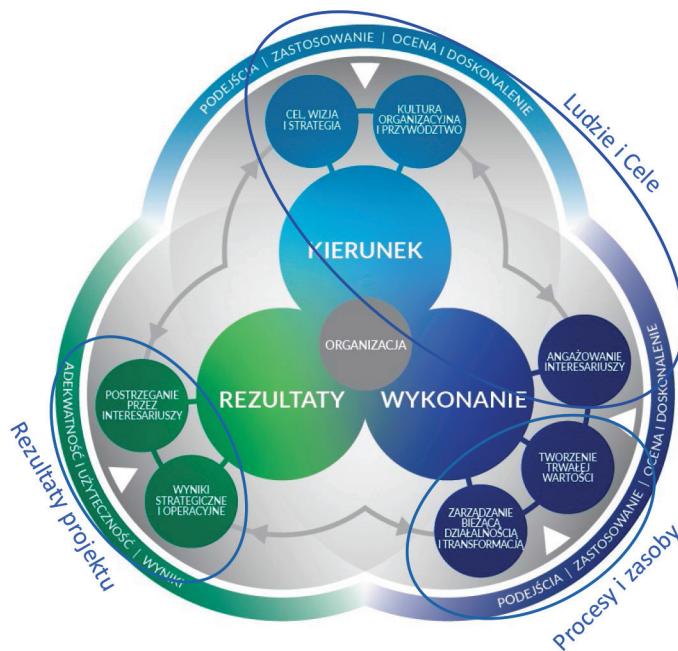 PODEJŚCIA | ZASTOSOWANIE | OCENA I DOSKONALENIE
Ludzie i Cele
CEL, WIZJA
I STRATEGIA
KULTURA
ORGANIZACYJNA
I PRZYWÓDZTWO
KIERUNEK
ORGANIZACJA
REZULTATY
WYKONANIE
ANGAŻOWANIE
INTERESARIUSZY
TWORZENIE
TRWAŁEJ
WARTOŚCI
ZARZĄDZANIE
BIEŻĄCĄ
DZIAŁALNOŚCIĄ
I TRANSFORMACJĄ
PODEJŚCIA | ZASTOSOWANIE | OCENA I DOSKONALENIE
Procesy i zasoby
POSTRZEGANIE
PRZEZ
INTERESARIUSZY
WYNIKI
STRATEGICZNE
I OPERACYJNE
ADEKWATNOŚĆ I UŻYTECZNOŚĆ | WYNIKI
Rezultaty projektu